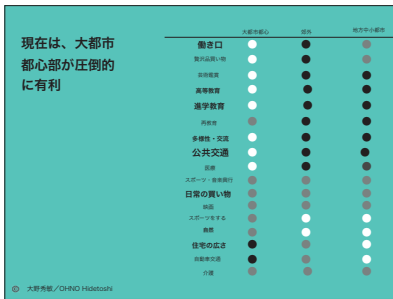 現在は、大都市
都心部が圧倒的
に有利
大都市都心
郊外
地方中小都市
働き口
贅沢品買い物
芸術鑑賞
高等教育
進学教育
再教育
多様性・交流
公共交通
医療
スポーツ・音楽興行
日常の買い物
映画
スポーツをする
自然
住宅の広さ
自動車交通
介護
© 大野秀敏/OHNO Hidetoshi